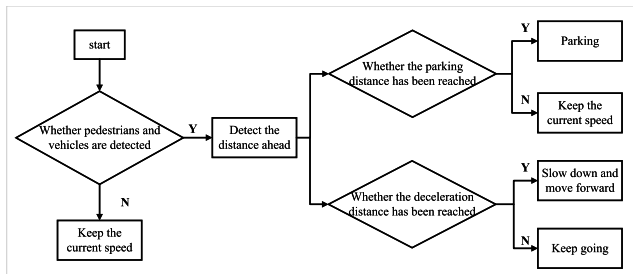 start
Whether pedestrians and
vehicles are detected
Y
N
Keep the
current speed
Detect the
distance ahead
Whether the parking
distance has been reached
Y
Parking
N
Keep the
current speed
Whether the deceleration
distance has been reached
Y
Slow down and
move forward
N
Keep going